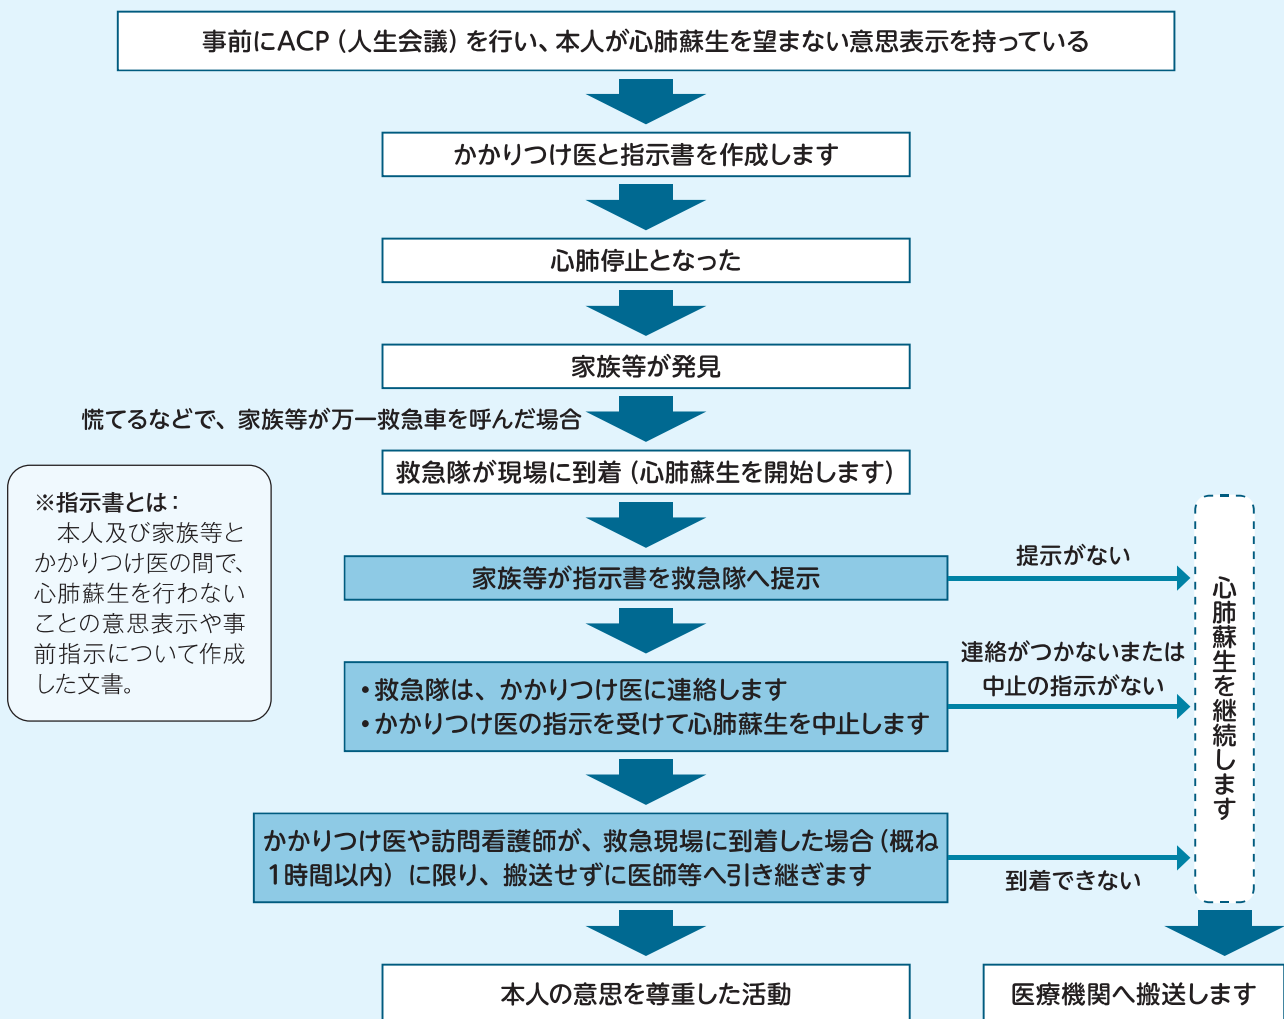 事前にACP（人生会議）を行い、本人が心肺蘇生を望まない意思表示を持っている
かかりつけ医と指示書を作成します
心肺停止となった
家族等が発見
慌てるなどで、家族等が万一救急車を呼んだ場合
救急隊が現場に到着（心肺蘇生を開始します）
※指示書とは：
本人及び家族等と
かかりつけ医の間で、
心肺蘇生を行わない
ことの意思表示や事
前指示について作成
した文書。
家族等が指示書を救急隊へ提示
提示がない
・救急隊は、かかりつけ医に連絡します
・かかりつけ医の指示を受けて心肺蘇生を中止します
連絡がつかないまたは
中止の指示がない
かかりつけ医や訪問看護師が、救急現場に到着した場合（概ね
1時間以内）に限り、搬送せずに医師等へ引き継ぎます
到着できない
心肺蘇生を継続します
本人の意思を尊重した活動
医療機関へ搬送します